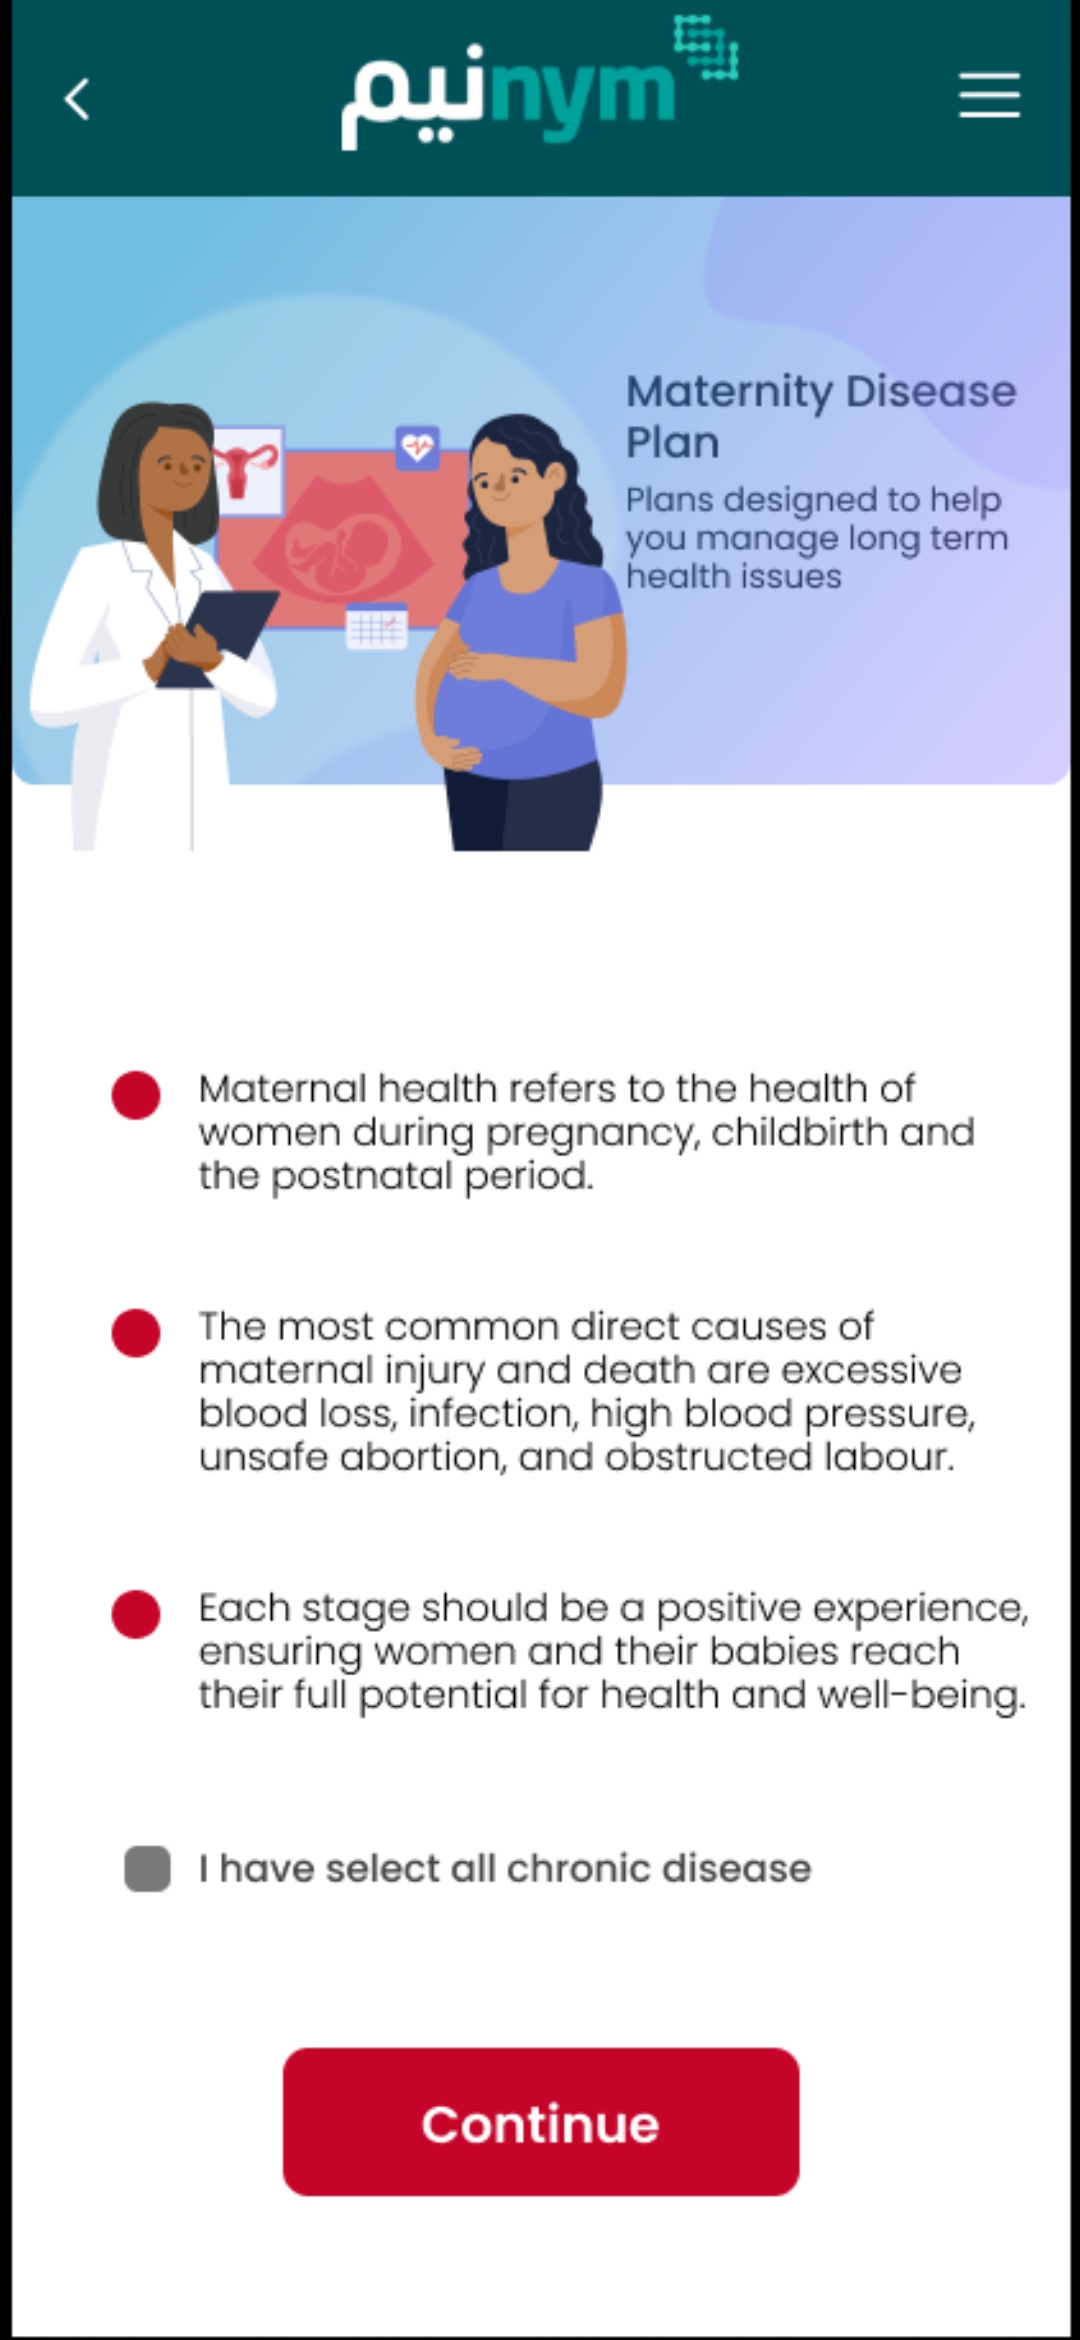 نيم nym
Maternity Disease
Plan
Plans designed to help
you manage long term
health issues
Maternal health refers to the health of
women during pregnancy, childbirth and
the postnatal period.
The most common direct causes of
maternal injury and death are excessive
blood loss, infection, high blood pressure,
unsafe abortion, and obstructed labour.
Each stage should be a positive experience,
ensuring women and their babies reach
their full potential for health and well-being.
I have select all chronic disease
Continue